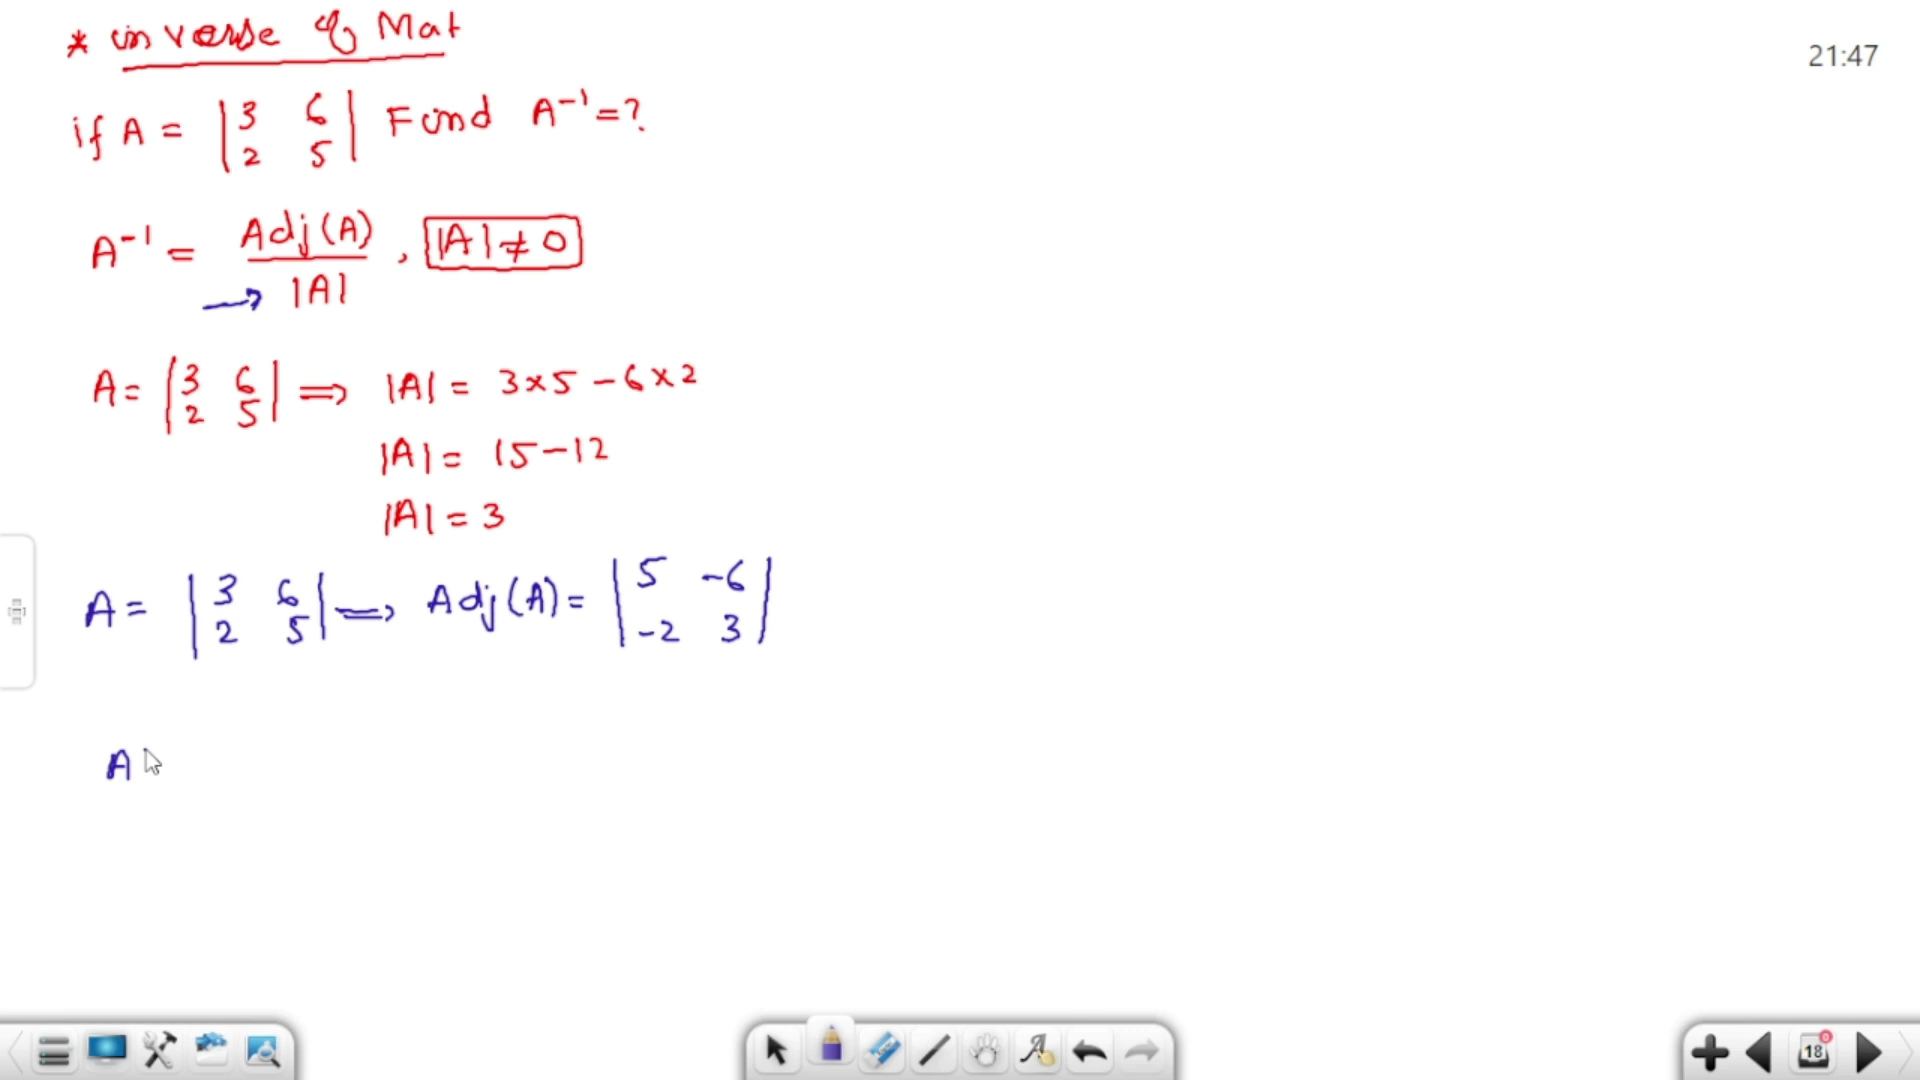 * inverse of Mat
21:47
if A = |3 6| Find A⁻¹=?
|2 5|
A⁻¹ = Adj(A) , |A| ≠ 0
→ |A|
A = |3 6| ⟹ |A| = 3×5 - 6×2
|2 5|
|A| = 15-12
|A| = 3
A = |3 6| ⟹ Adj(A) = |5 -6|
|2 5| |-2 3|
A
18